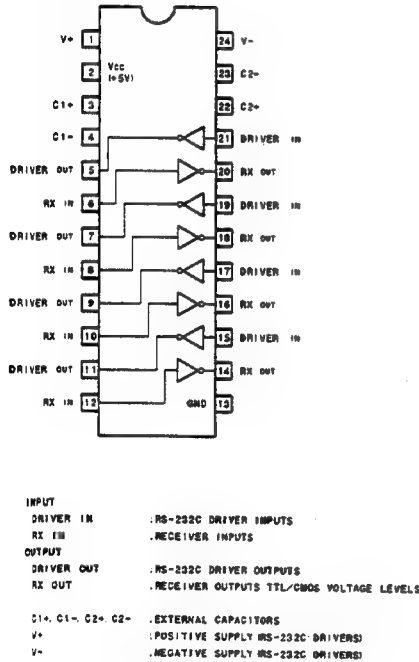 V+ 1 24 V-
2 Vcc (+5V) 23 C2-
C1+ 3 22 C2+
C1- 4 21 DRIVER IN
DRIVER OUT 5 20 RX OUT
RX IN 6 19 DRIVER IN
DRIVER OUT 7 18 RX OUT
RX IN 8 17 DRIVER IN
DRIVER OUT 9 16 RX OUT
RX IN 10 15 DRIVER IN
DRIVER OUT 11 14 RX OUT
RX IN 12 GND 13
INPUT
DRIVER IN :RS-232C DRIVER INPUTS
RX IN :RECEIVER INPUTS
OUTPUT
DRIVER OUT :RS-232C DRIVER OUTPUTS
RX OUT :RECEIVER OUTPUTS TTL/CMOS VOLTAGE LEVELS
C1+, C1-, C2+, C2- :EXTERNAL CAPACITORS
V+ :POSITIVE SUPPLY (RS-232C DRIVERS)
V- :NEGATIVE SUPPLY (RS-232C DRIVERS)